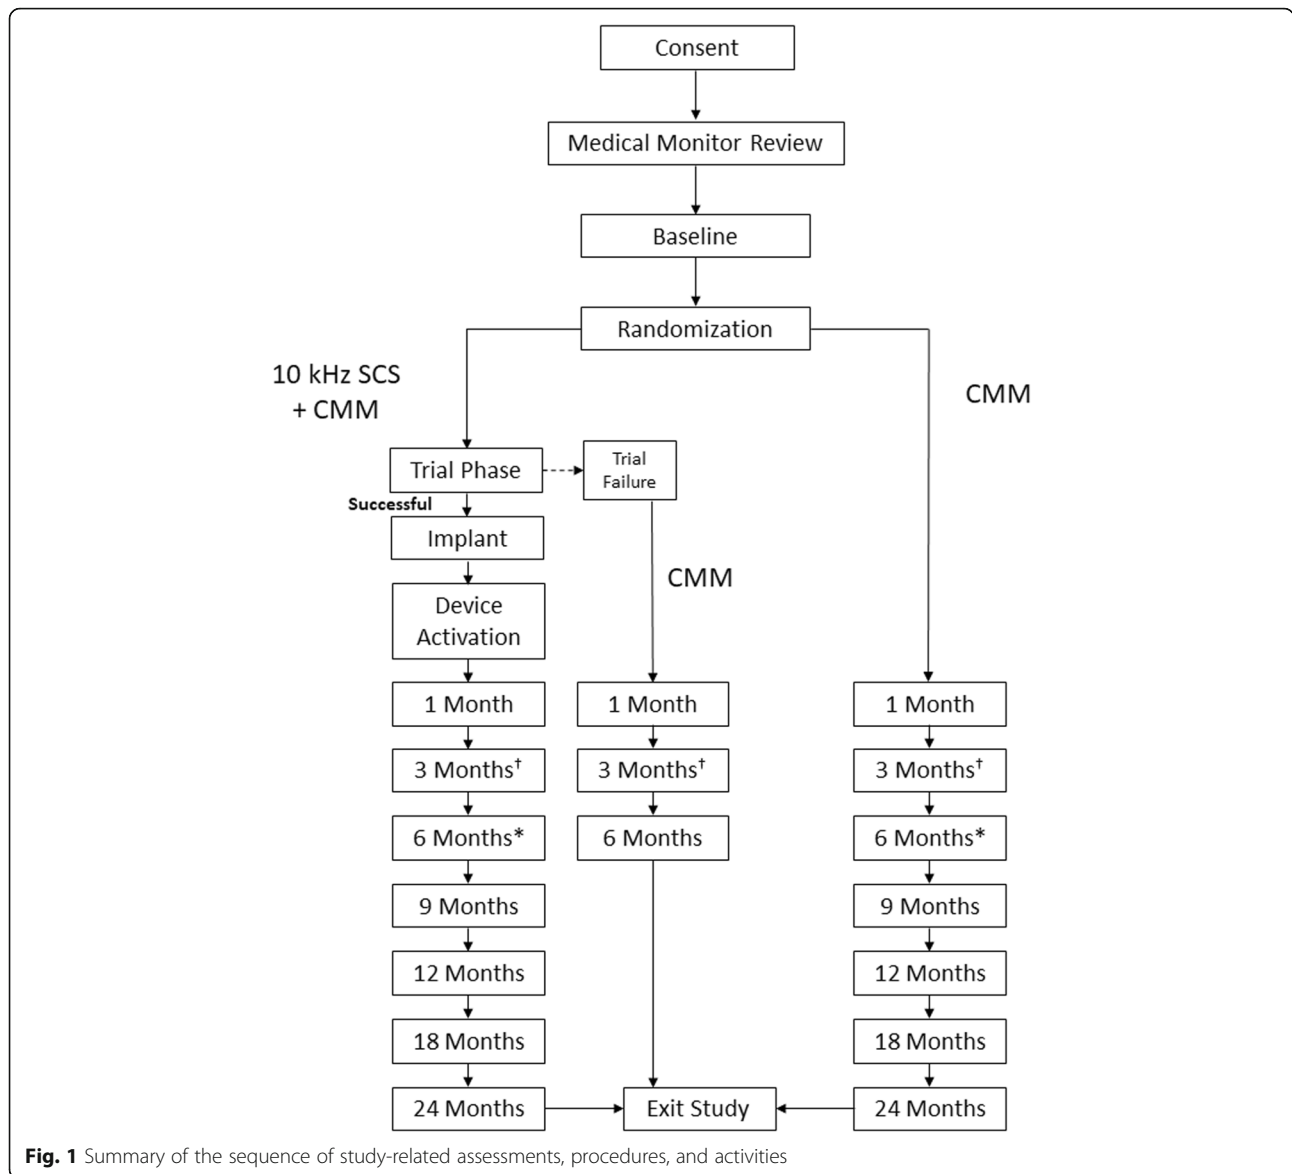 Consent
Medical Monitor Review
Baseline
Randomization
10 kHz SCS
+ CMM
CMM
Trial Phase
Trial
Failure
Successful
Implant
CMM
Device
Activation
1 Month
1 Month
1 Month
3 Months†
3 Months†
3 Months†
6 Months*
6 Months
6 Months*
9 Months
9 Months
12 Months
12 Months
18 Months
18 Months
24 Months
Exit Study
24 Months
Fig. 1 Summary of the sequence of study-related assessments, procedures, and activities